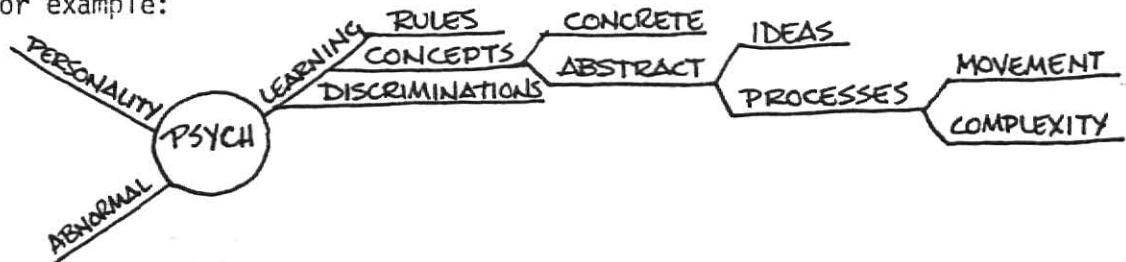 or example:
PERSONALITY
PSYCH
ABNORMAL
LEARNING
RULES
CONCEPTS
DISCRIMINATIONS
CONCRETE
ABSTRACT
IDEAS
PROCESSES
MOVEMENT
COMPLEXITY